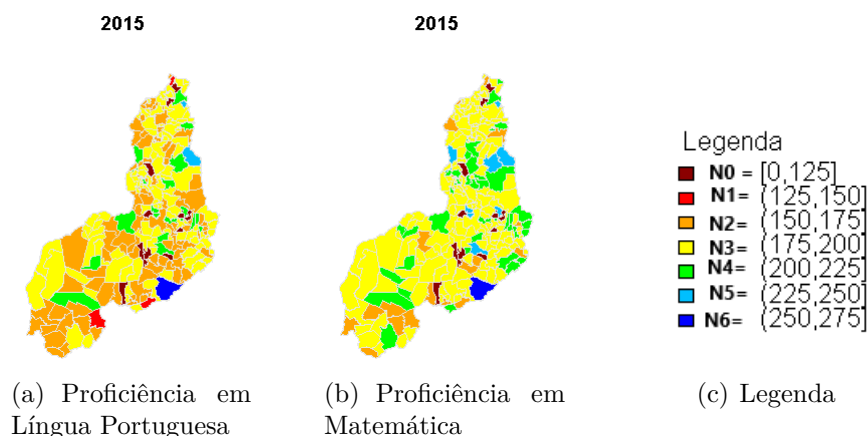 2015
2015
Legenda
N0 = [0,125]
N1= (125,150]
N2= (150,175]
N3= (175,200]
N4= (200,225]
N5= (225,250]
N6= (250,275]
(a) Proficiência em
Língua Portuguesa
(b) Proficiência em
Matemática
(c) Legenda